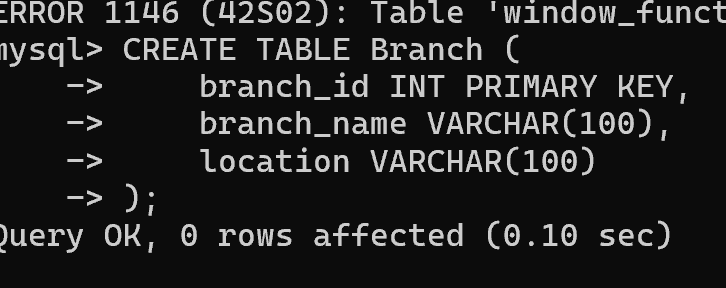 ERROR 1146 (42S02): Table 'window_funct
mysql> CREATE TABLE Branch (
-> branch_id INT PRIMARY KEY,
-> branch_name VARCHAR(100),
-> location VARCHAR(100)
-> );
Query OK, 0 rows affected (0.10 sec)